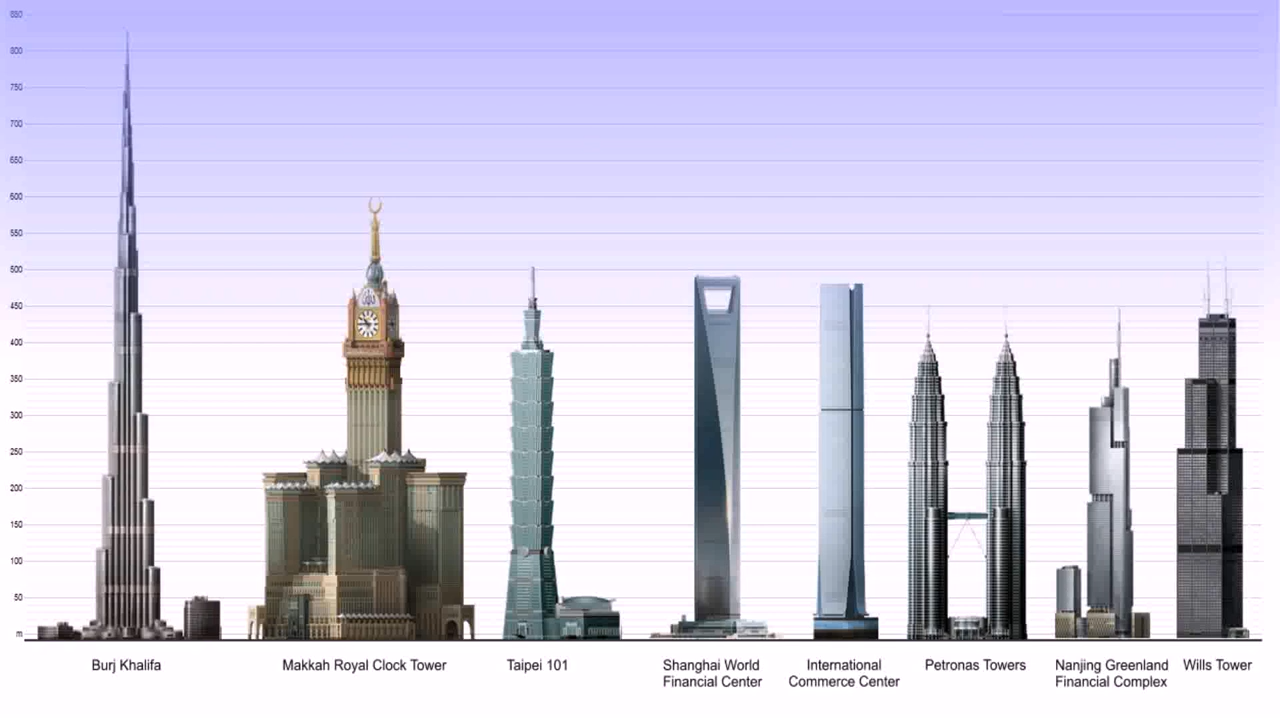 850
800
750
700
650
600
550
500
450
400
350
300
250
200
150
100
50
m
Burj Khalifa
Makkah Royal Clock Tower
Taipei 101
Shanghai World
Financial Center
International
Commerce Center
Petronas Towers
Nanjing Greenland
Financial Complex
Wills Tower